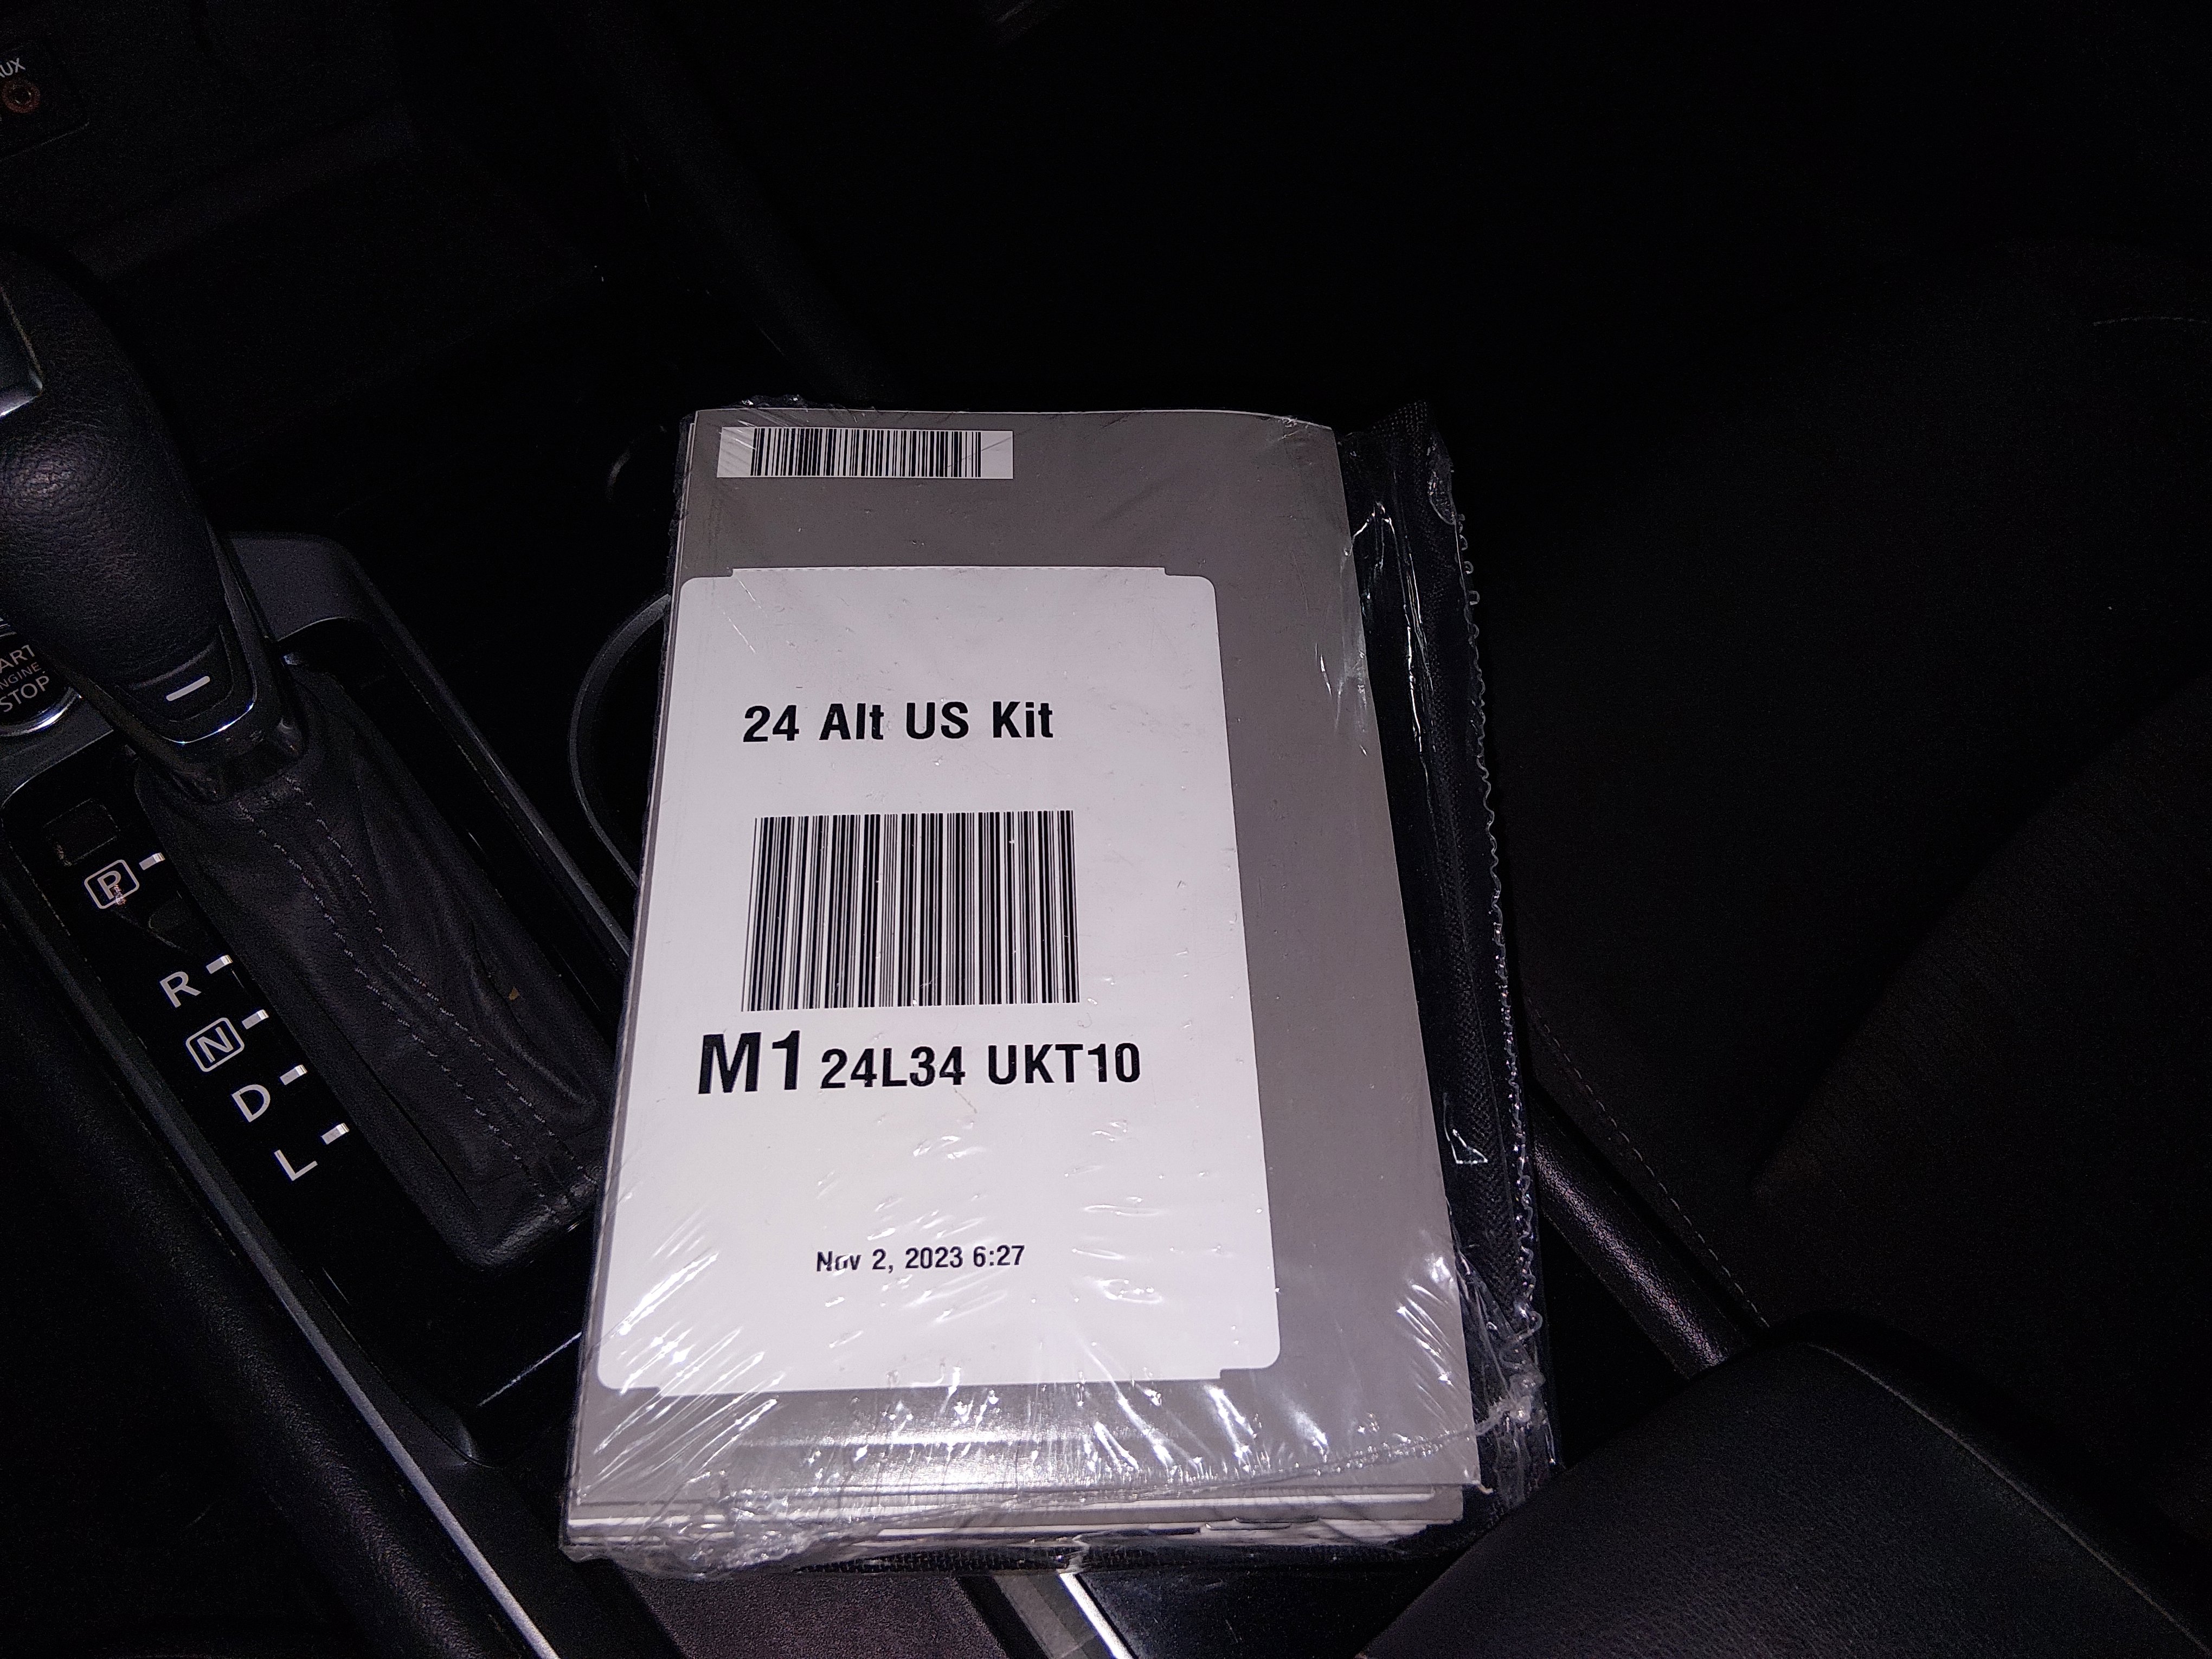 24 Alt US Kit
M1 24L34 UKT10
Nov 2, 2023 6:27
STOP
P
R
N
D
L